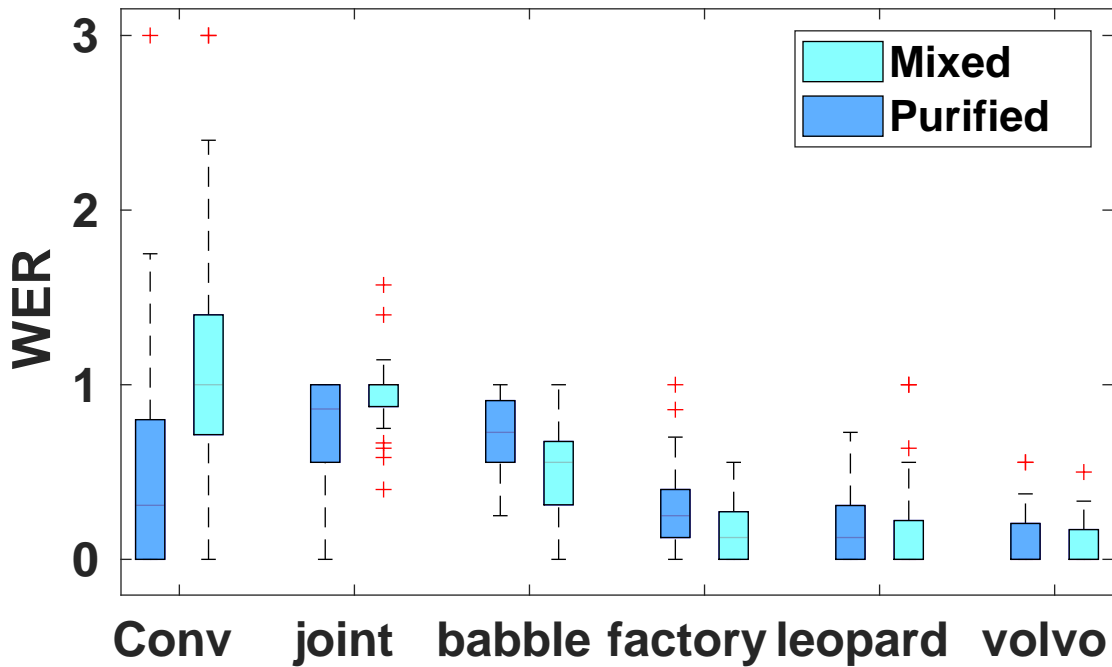 3
2
1
0
WER
Mixed
Purified
Conv joint babble factory leopard volvo